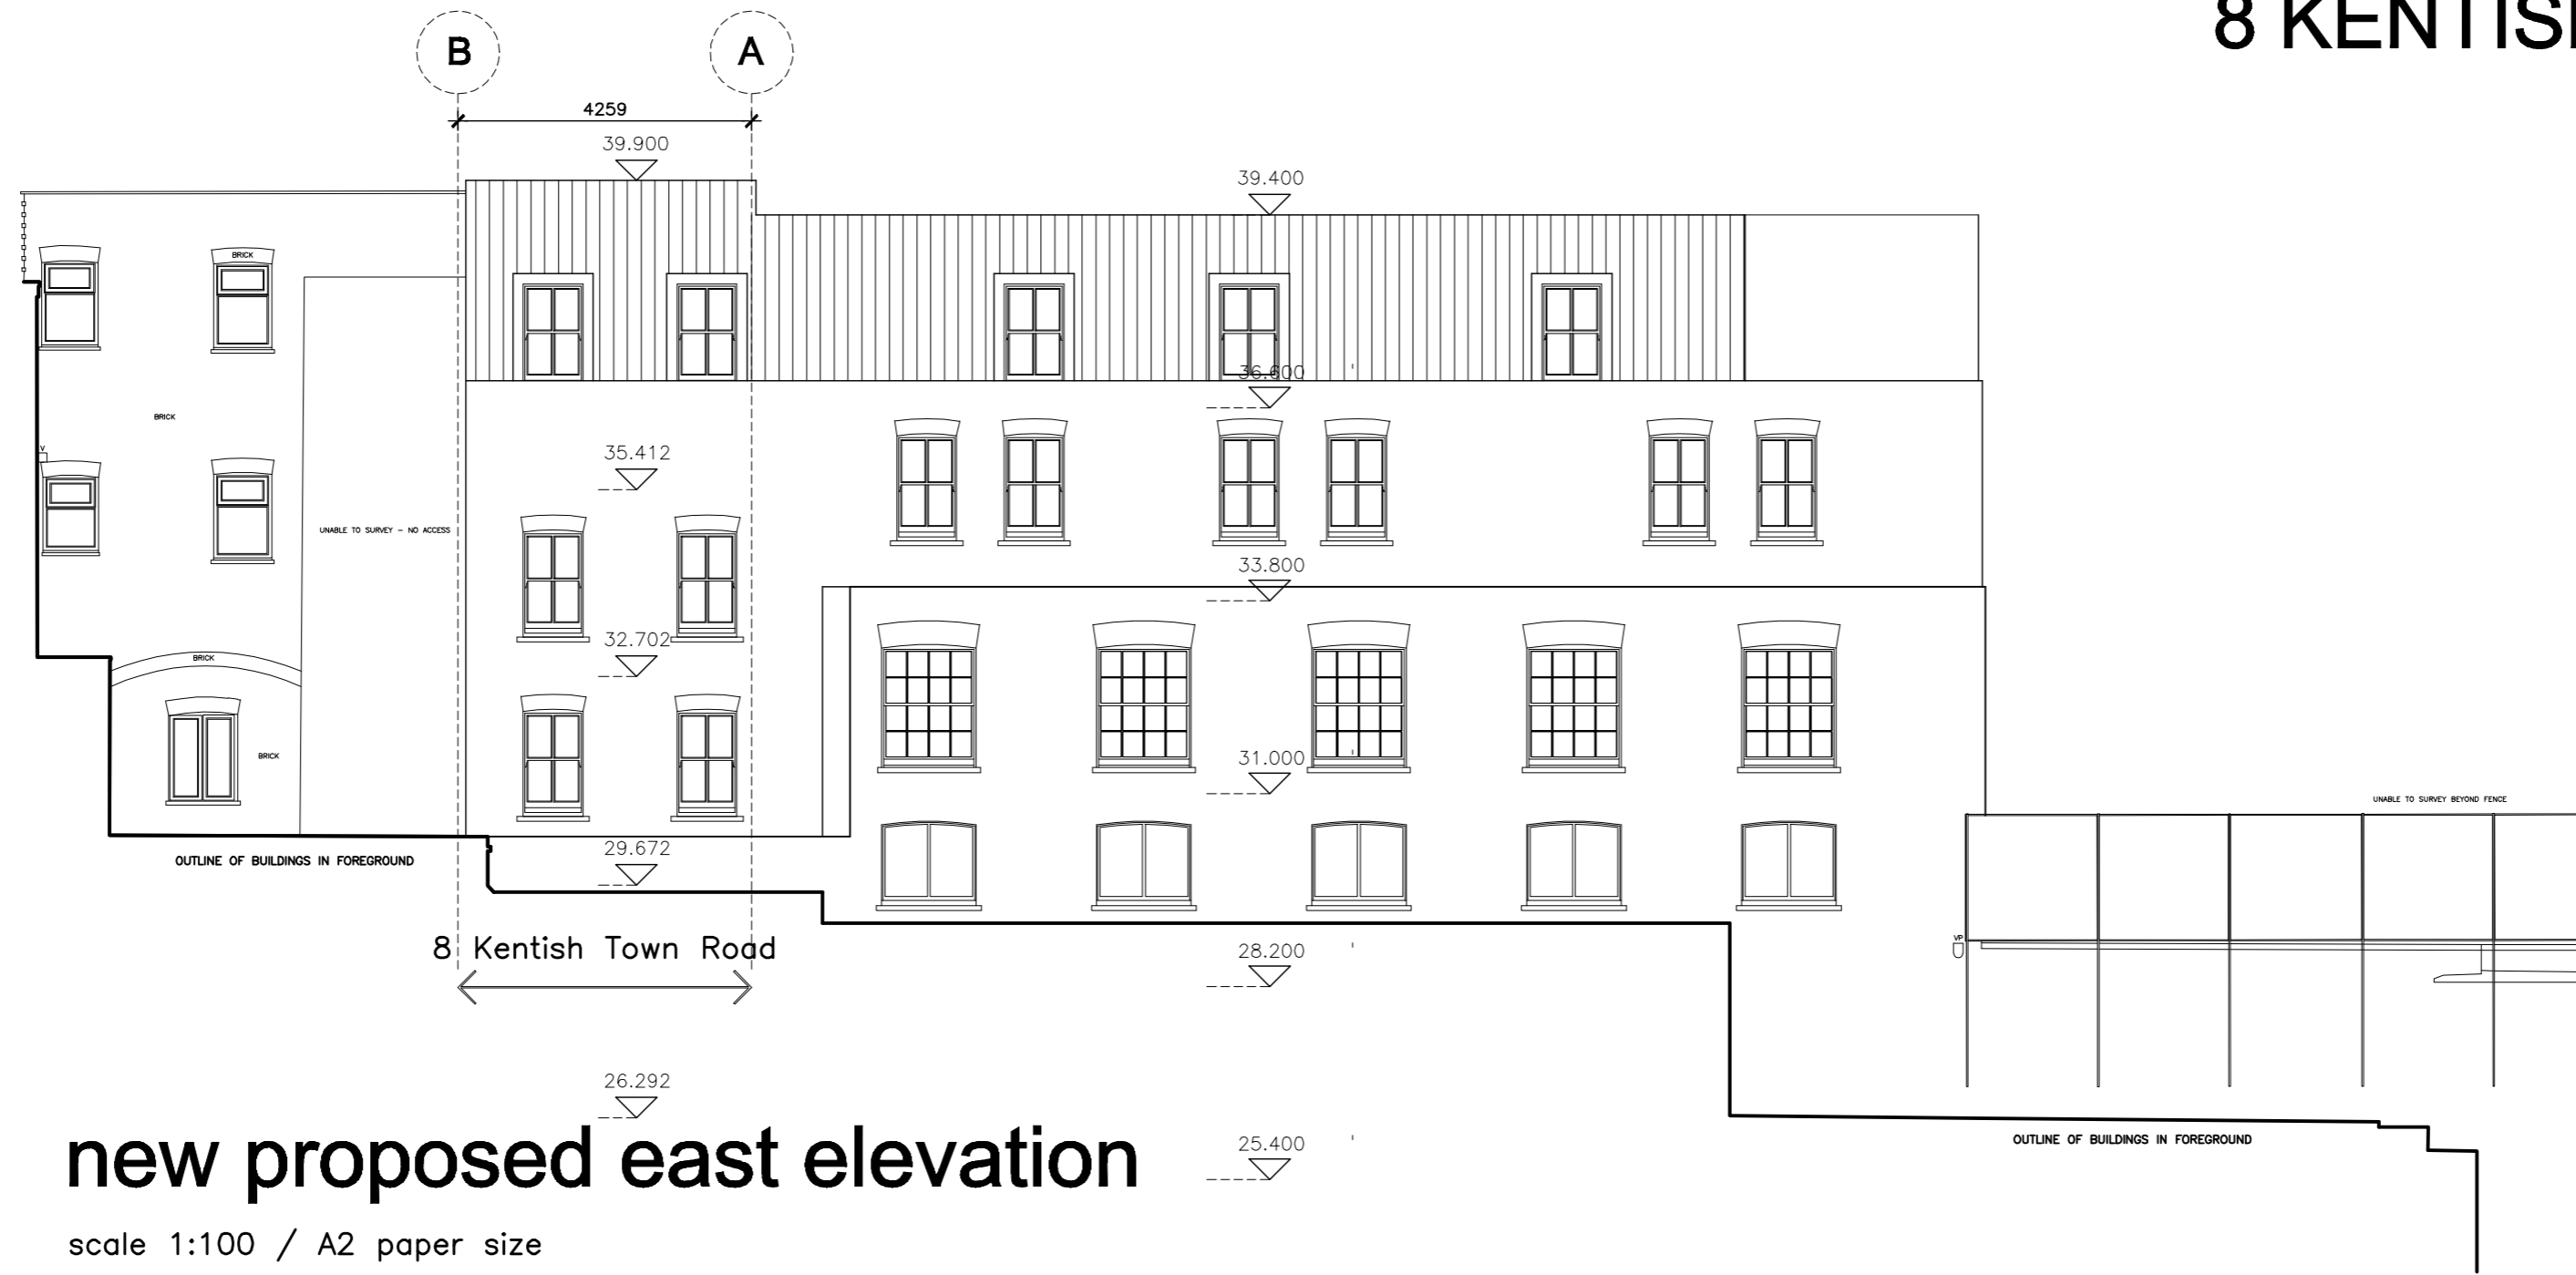 8 KENTISH
B
A
4259
39.900
39.400
BRICK
36.600
BRICK
V
35.412
UNABLE TO SURVEY - NO ACCESS
33.800
32.702
BRICK
BRICK
31.000
UNABLE TO SURVEY BEYOND FENCE
29.672
OUTLINE OF BUILDINGS IN FOREGROUND
8 Kentish Town Road
28.200
VP
26.292
25.400
OUTLINE OF BUILDINGS IN FOREGROUND
new proposed east elevation
scale 1:100 / A2 paper size